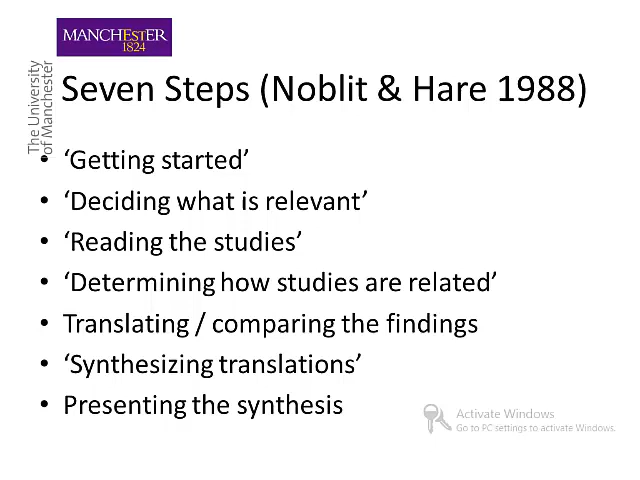 MANCHESTER
1824
The University
of Manchester
Seven Steps (Noblit & Hare 1988)
• ‘Getting started’
• ‘Deciding what is relevant’
• ‘Reading the studies’
• ‘Determining how studies are related’
• Translating / comparing the findings
• ‘Synthesizing translations’
• Presenting the synthesis
Activate Windows
Go to PC settings to activate Windows.